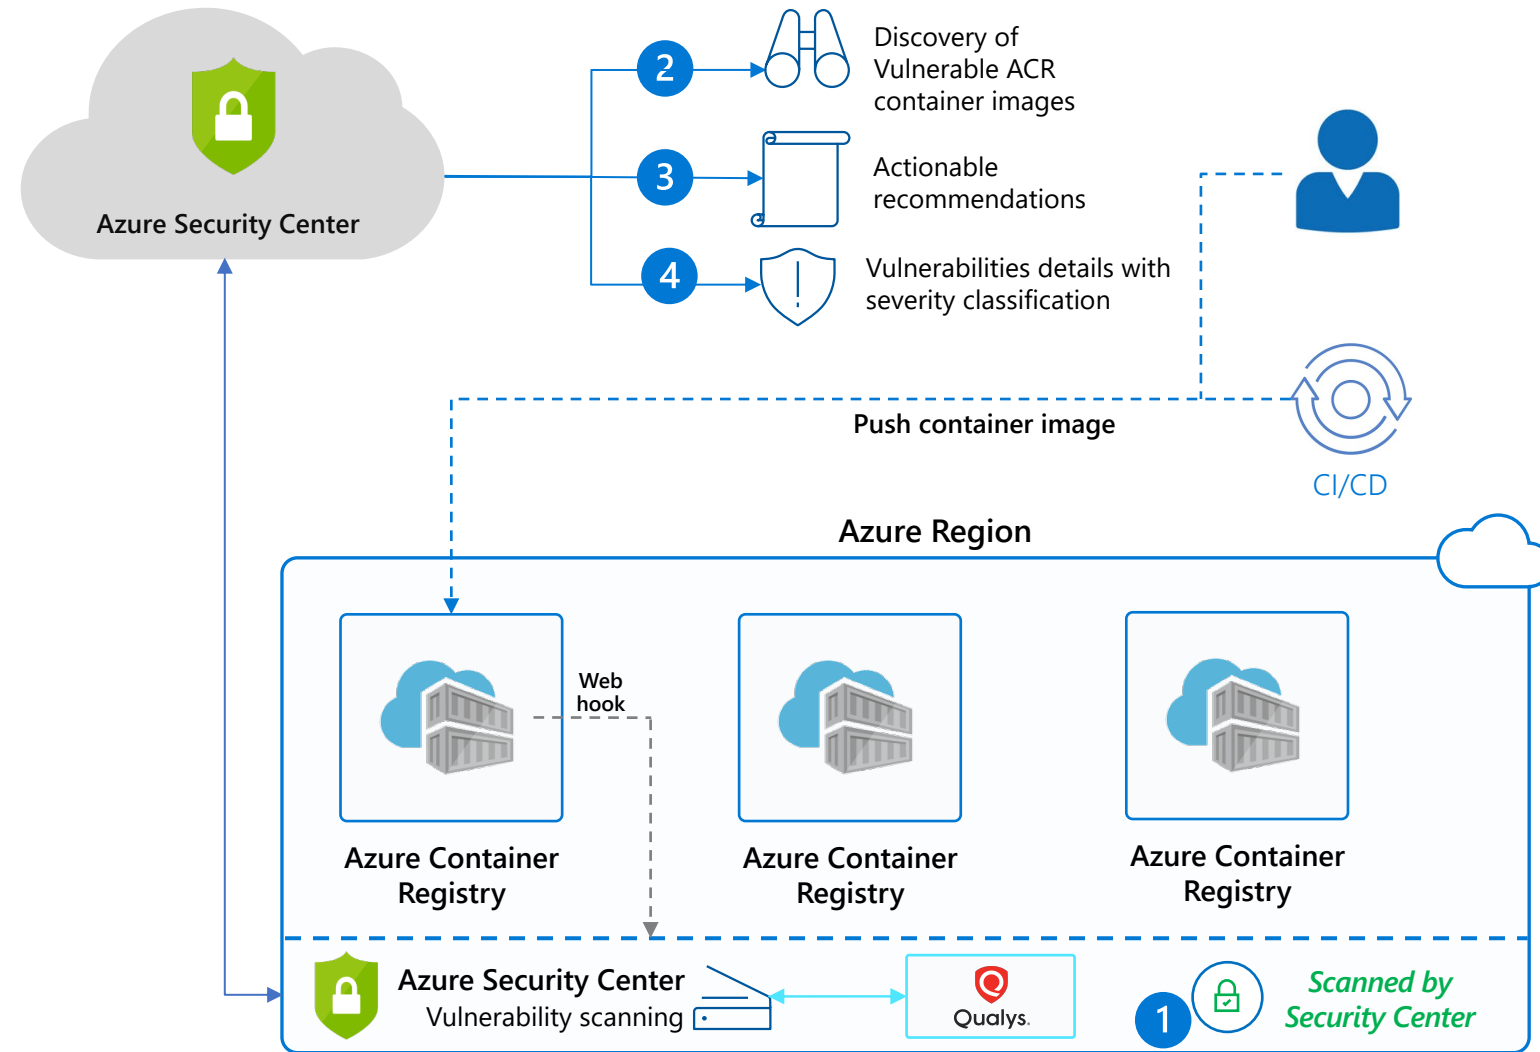 2
Discovery of
Vulnerable ACR
container images
3
Actionable
recommendations
Azure Security Center
4
Vulnerabilities details with
severity classification
Push container image
CI/CD
Azure Region
Web
hook
Azure Container
Registry
Azure Container
Registry
Azure Container
Registry
Azure Security Center
Vulnerability scanning
Qualys.
1
Scanned by
Security Center